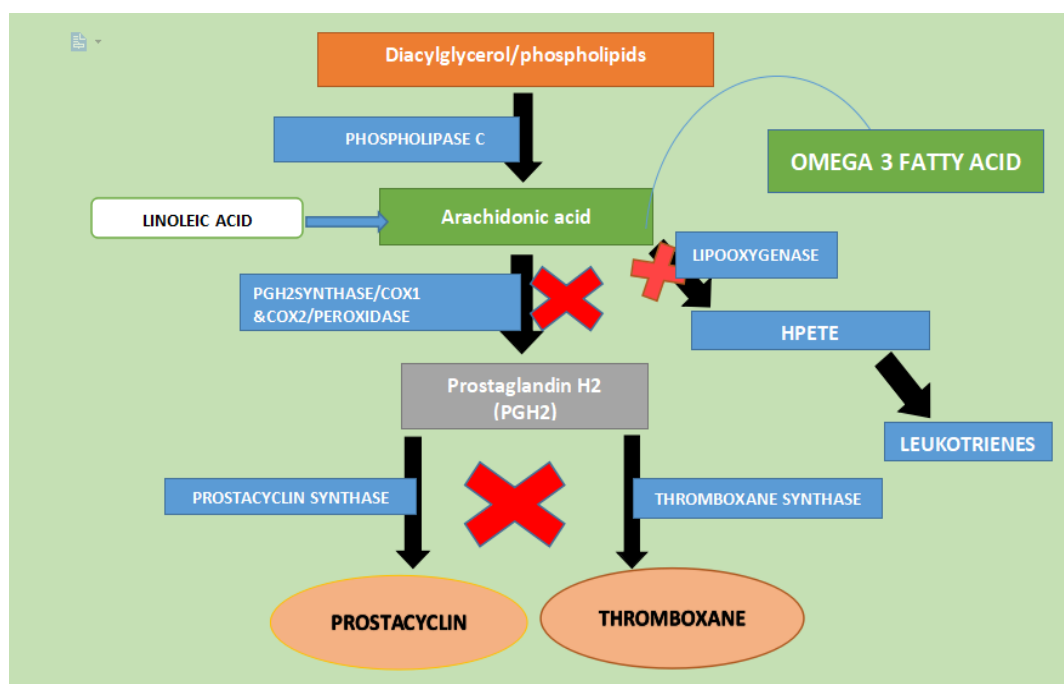 Diacylglycerol/phospholipids
PHOSPHOLIPASE C
OMEGA 3 FATTY ACID
LINOLEIC ACID
Arachidonic acid
LIPOOXYGENASE
PGH2SYNTHASE/COX1
&COX2/PEROXIDASE
HPETE
Prostaglandin H2
(PGH2)
LEUKOTRIENES
PROSTACYCLIN SYNTHASE
THROMBOXANE SYNTHASE
PROSTACYCLIN
THROMBOXANE